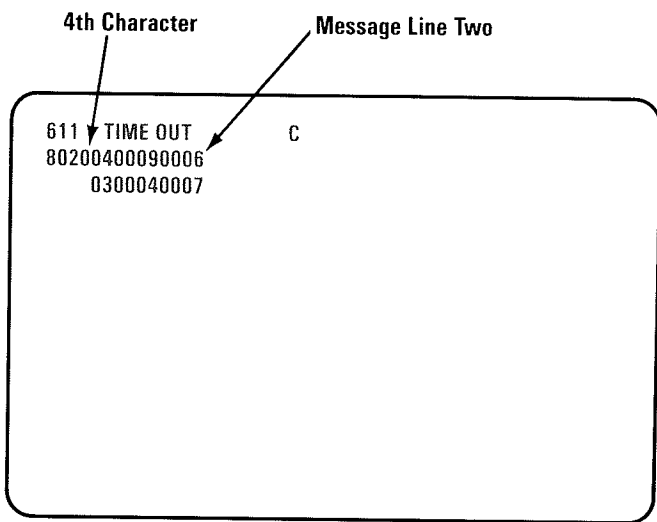 4th Character
Message Line Two
611 TIME OUT C
80200400090006
0300040007